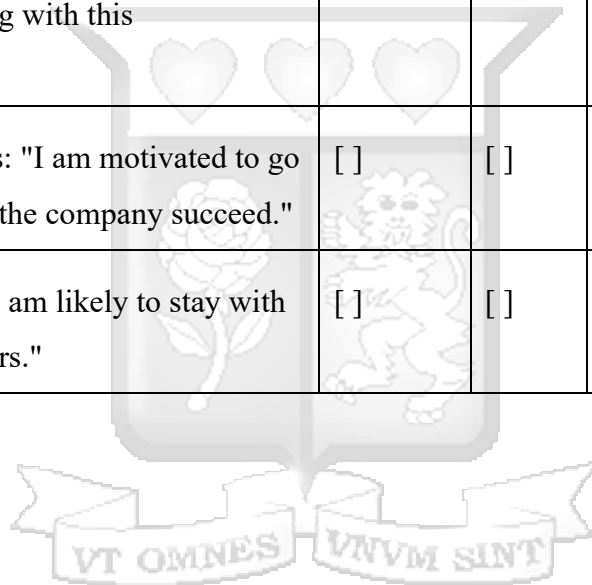 g with this
s: "I am motivated to go [ ] [ ]
the company succeed."
am likely to stay with [ ] [ ]
rs."
VT OMNES VNVM SINT